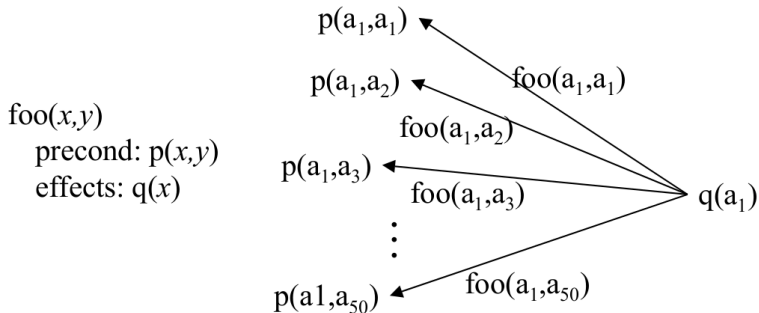 foo(x,y)
precond: p(x,y)
effects: q(x)
p(a₁,a₁)
foo(a₁,a₁)
p(a₁,a₂)
foo(a₁,a₂)
p(a₁,a₃)
foo(a₁,a₃)
q(a₁)
p(a1,a₅₀)
foo(a₁,a₅₀)